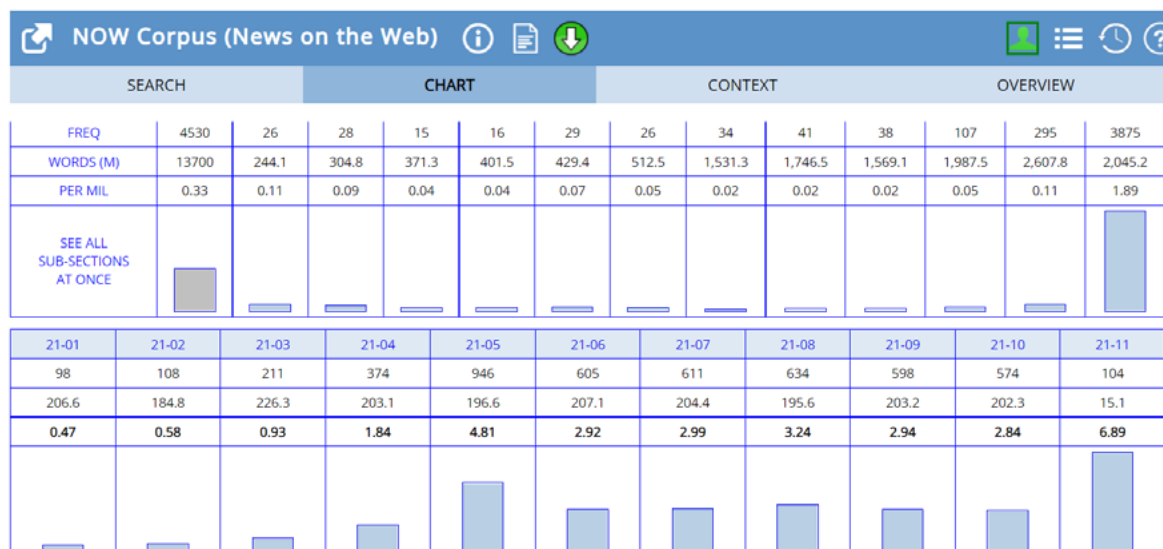 NOW Corpus (News on the Web)
SEARCH CHART CONTEXT OVERVIEW
FREQ 4530 26 28 15 16 29 26 34 41 38 107 295 3875
WORDS (M) 13700 244.1 304.8 371.3 401.5 429.4 512.5 1,531.3 1,746.5 1,569.1 1,987.5 2,607.8 2,045.2
PER MIL 0.33 0.11 0.09 0.04 0.04 0.07 0.05 0.02 0.02 0.02 0.05 0.11 1.89
SEE ALL
SUB-SECTIONS
AT ONCE
21-01 21-02 21-03 21-04 21-05 21-06 21-07 21-08 21-09 21-10 21-11
98 108 211 374 946 605 611 634 598 574 104
206.6 184.8 226.3 203.1 196.6 207.1 204.4 195.6 203.2 202.3 15.1
0.47 0.58 0.93 1.84 4.81 2.92 2.99 3.24 2.94 2.84 6.89